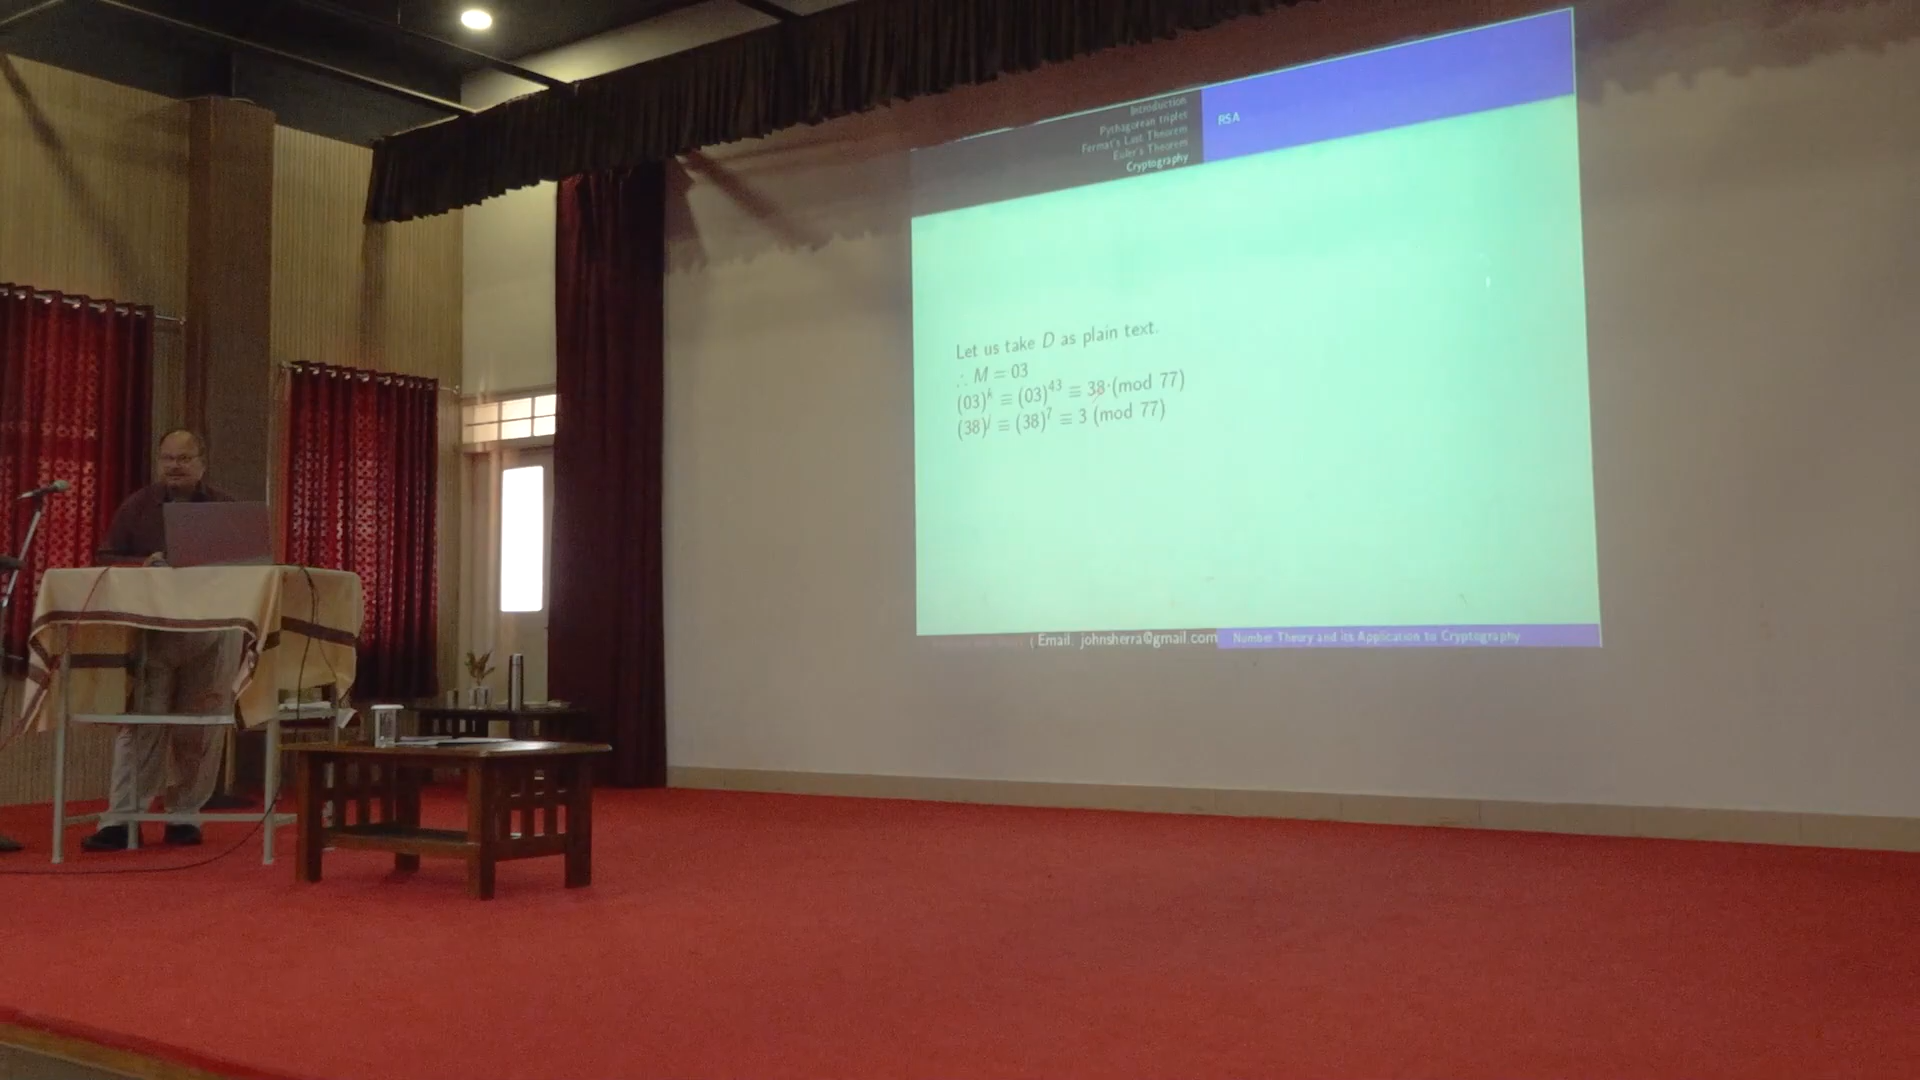 Introduction
Pythagorean triples
Fermat's Last Theorem
Euler's Theorem
Cryptography
RSA
Let us take D as plain text.
∴ M = 03
(03)^k ≡ (03)^43 ≡ 38 (mod 77)
(38)^j ≡ (38)^7 ≡ 3 (mod 77)
( Email: johnsherra@gmail.com
Number Theory and its Application to Cryptography